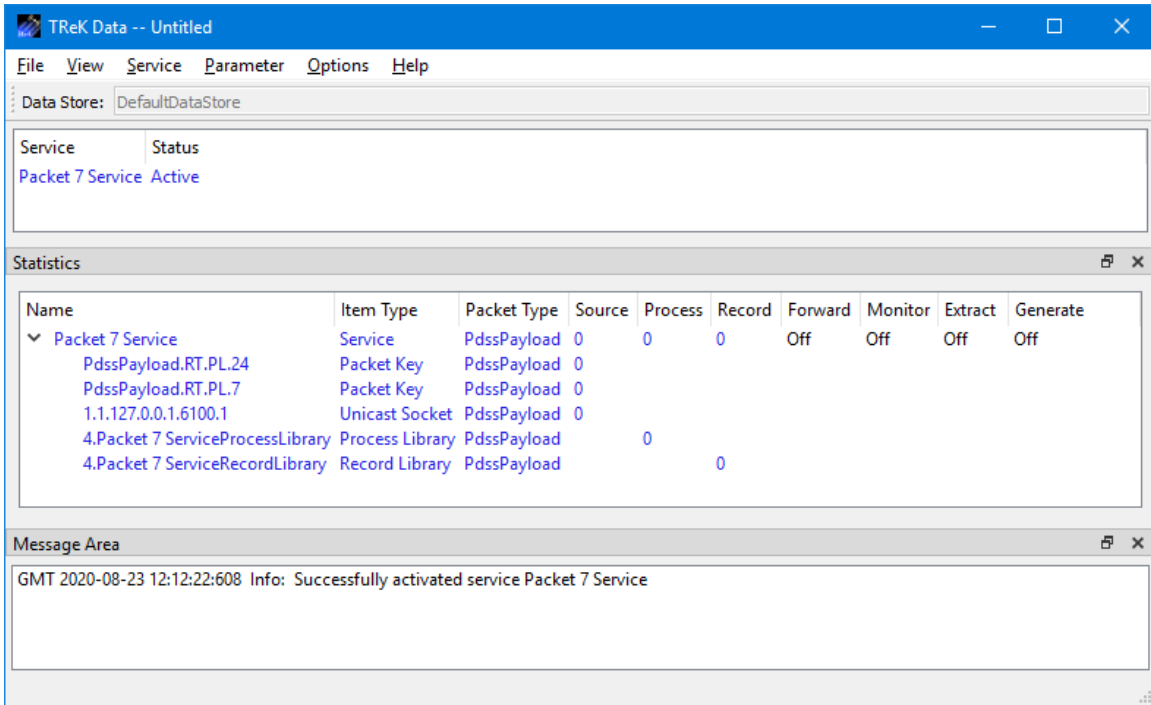 TReK Data -- Untitled
File View Service Parameter Options Help
Data Store: DefaultDataStore
Service Status
Packet 7 Service Active
Statistics
Name Item Type Packet Type Source Process Record Forward Monitor Extract Generate
Packet 7 Service Service PdssPayload 0 0 0 Off Off Off Off
PdssPayload.RT.PL.24 Packet Key PdssPayload 0
PdssPayload.RT.PL.7 Packet Key PdssPayload 0
1.1.127.0.0.1.6100.1 Unicast Socket PdssPayload 0
4.Packet 7 ServiceProcessLibrary Process Library PdssPayload 0
4.Packet 7 ServiceRecordLibrary Record Library PdssPayload 0
Message Area
GMT 2020-08-23 12:12:22:608 Info: Successfully activated service Packet 7 Service